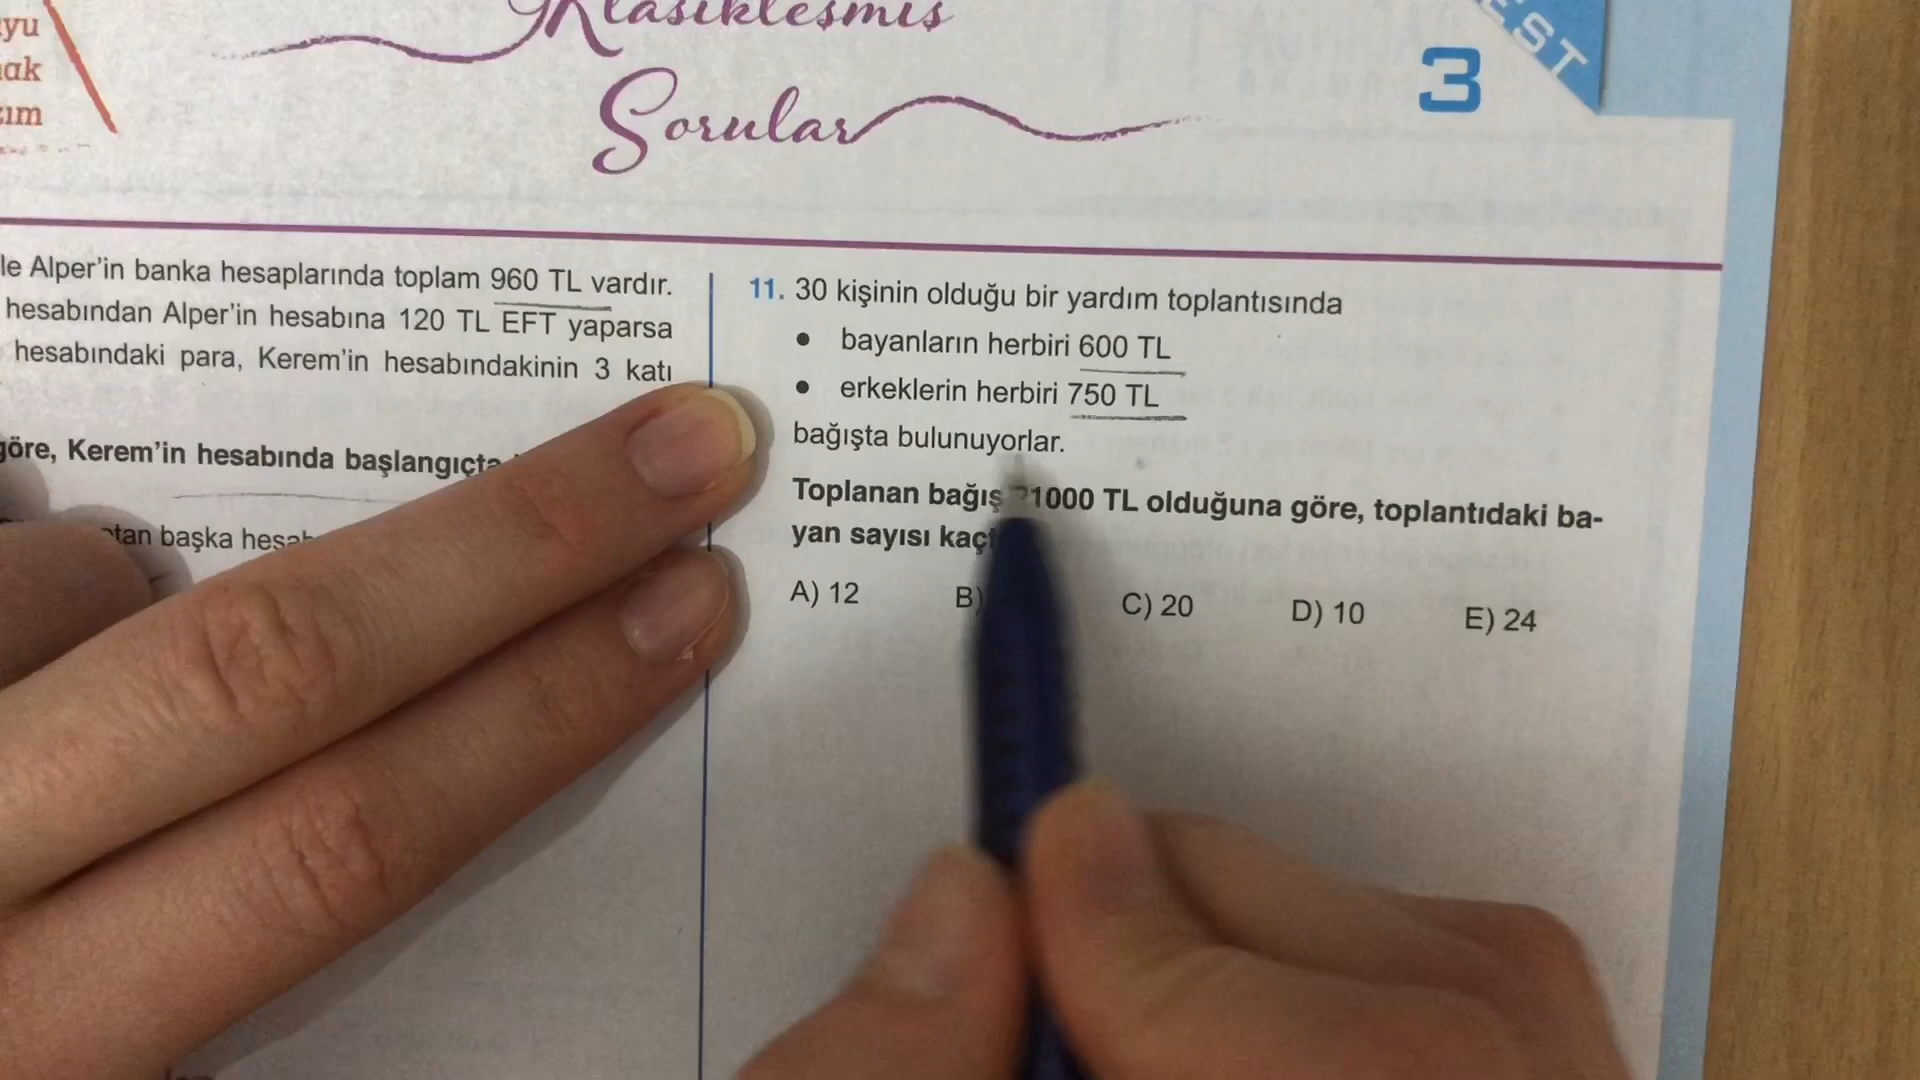 yu
ak
ım
Klasikleşmiş
Sorular
EST
3
le Alper'in banka hesaplarında toplam 960 TL vardır.
hesabından Alper'in hesabına 120 TL EFT yaparsa
hesabındaki para, Kerem'in hesabındakinin 3 katı
göre, Kerem'in hesabında başlangıçta
tan başka
11. 30 kişinin olduğu bir yardım toplantısında
• bayanların herbiri 600 TL
• erkeklerin herbiri 750 TL
bağışta bulunuyorlar.
Toplanan bağış 1000 TL olduğuna göre, toplantıdaki ba-
yan sayısı
A) 12 B) C) 20 D) 10 E) 24